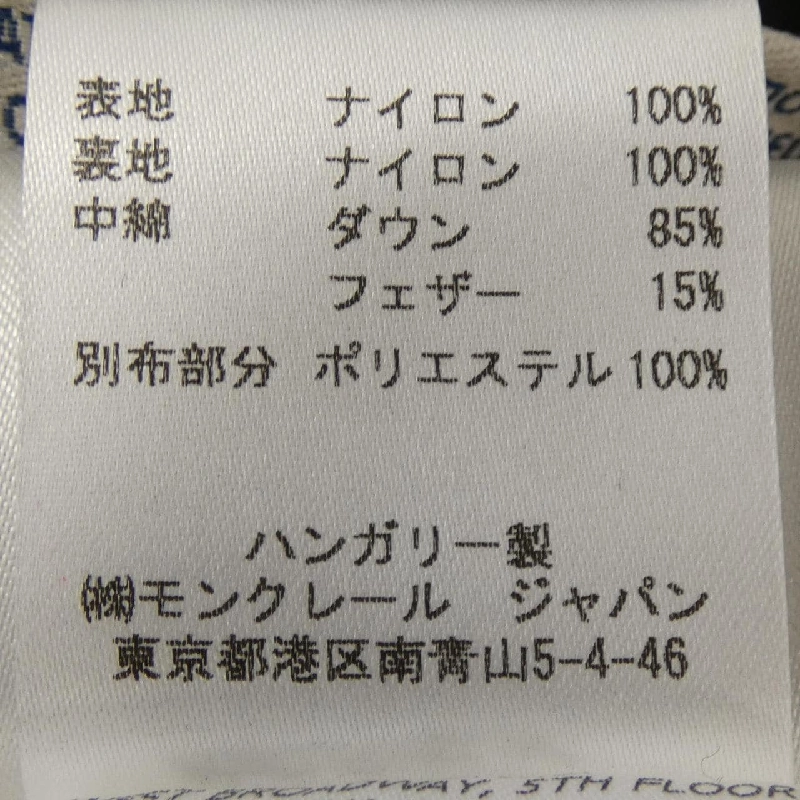 表地 ナイロン 100%
裏地 ナイロン 100%
中綿 ダウン 85%
フェザー 15%
別布部分 ポリエステル 100%
ハンガリー製
㈱モンクレール ジャパン
東京都港区南青山5-4-46
BROADWAY, 5TH FLOOR